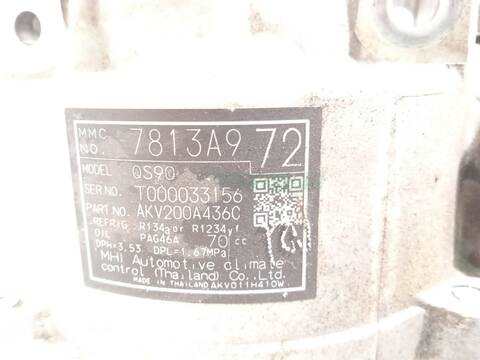 MMC NO. 7813A9 72
MODEL QS90
SER NO. T000033156
PART NO. AKV200A436C
REFRIG R134a or R1234yf
OIL PAG46A 70 cc
DPH=3.53 DPL=1.67MPa
MHI Automotive climate
control (Thailand) Co.,Ltd.
MADE IN THAILAND AKV011H410W